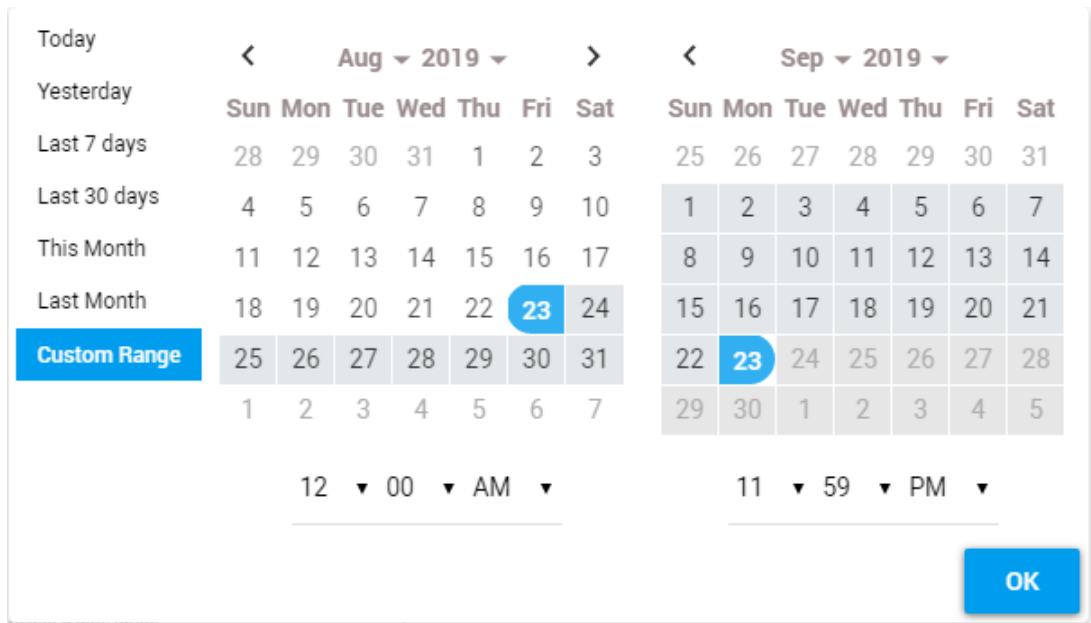 Today
Yesterday
Last 7 days
Last 30 days
This Month
Last Month
Custom Range
Aug 2019
Sun Mon Tue Wed Thu Fri Sat
28 29 30 31 1 2 3
4 5 6 7 8 9 10
11 12 13 14 15 16 17
18 19 20 21 22 23 24
25 26 27 28 29 30 31
1 2 3 4 5 6 7
12 00 AM
Sep 2019
Sun Mon Tue Wed Thu Fri Sat
25 26 27 28 29 30 31
1 2 3 4 5 6 7
8 9 10 11 12 13 14
15 16 17 18 19 20 21
22 23 24 25 26 27 28
29 30 1 2 3 4 5
11 59 PM
OK